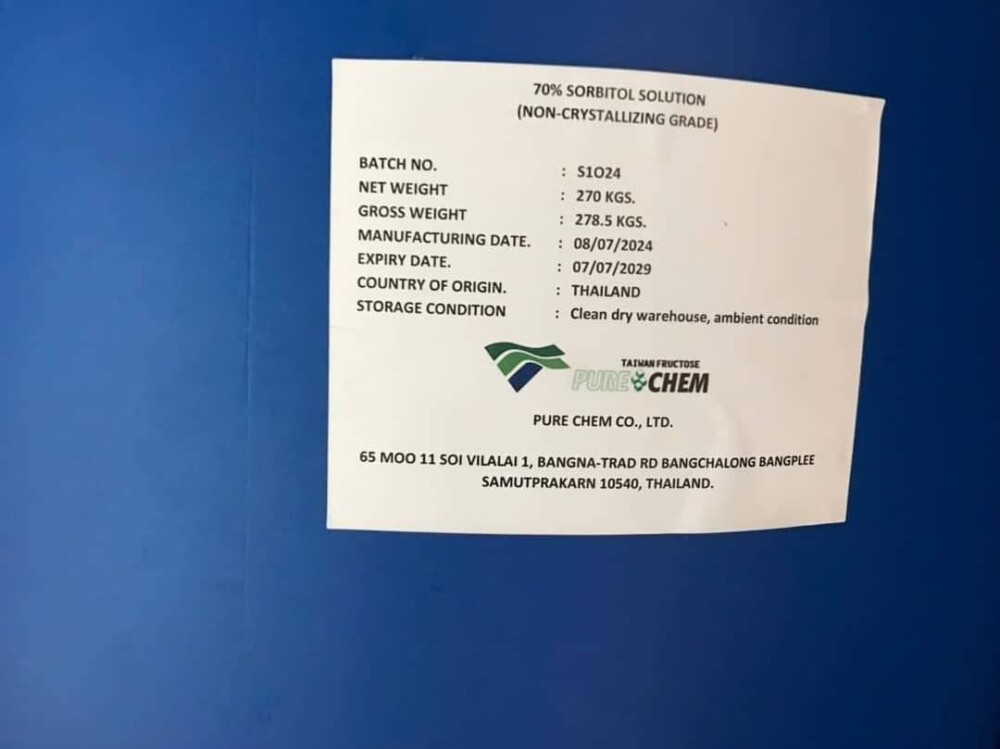 70% SORBITOL SOLUTION
(NON-CRYSTALLIZING GRADE)
BATCH NO. : S1O24
NET WEIGHT : 270 KGS.
GROSS WEIGHT : 278.5 KGS.
MANUFACTURING DATE. : 08/07/2024
EXPIRY DATE. : 07/07/2029
COUNTRY OF ORIGIN. : THAILAND
STORAGE CONDITION : Clean dry warehouse, ambient condition
TAIWAN FRUCTOSE
PURE CHEM
PURE CHEM CO., LTD.
65 MOO 11 SOI VILALAI 1, BANGNA-TRAD RD BANGCHALONG BANGPLEE
SAMUTPRAKARN 10540, THAILAND.